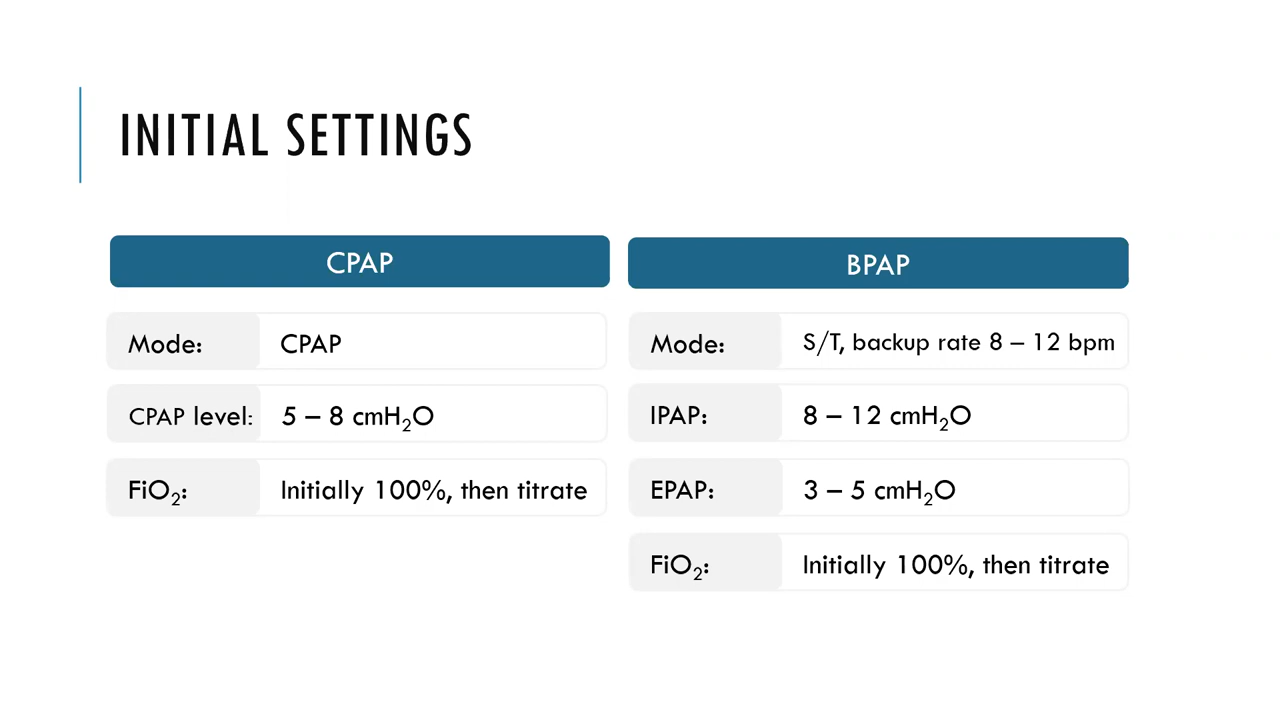 INITIAL SETTINGS
CPAP
Mode: CPAP
CPAP level: 5 – 8 cmH₂O
FiO₂: Initially 100%, then titrate
BPAP
Mode: S/T, backup rate 8 – 12 bpm
IPAP: 8 – 12 cmH₂O
EPAP: 3 – 5 cmH₂O
FiO₂: Initially 100%, then titrate